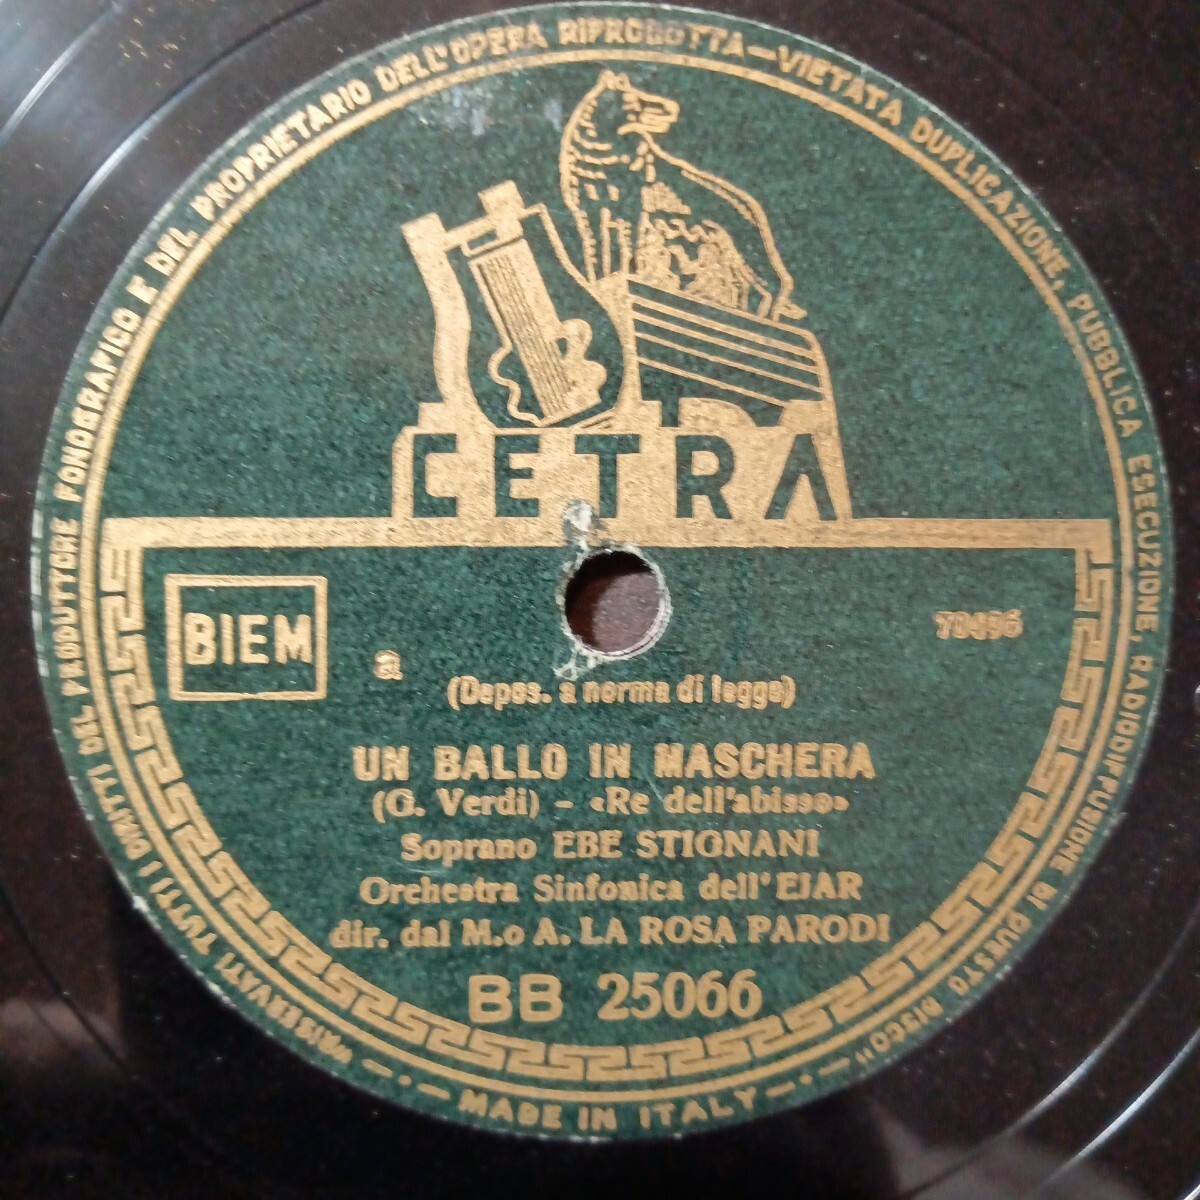 "RISERVATI TUTTI I DIRITTI DEL PRODUTTORE FONOGRAFICO E DEL PROPRIETARIO DELL'OPERA RIPRODOTTA—VIETATA DUPLICAZIONE, PUBBLICA ESECUZIONE, RADIODIFFUSIONE DI QUESTO DISCO"
CETRA
BIEM
a
70496
(Depos. a norma di legge)
UN BALLO IN MASCHERA
(G. Verdi) - «Re dell'abisso»
Soprano EBE STIGNANI
Orchestra Sinfonica dell'EJAR
dir. dal M.o A. LA ROSA PARODI
BB 25066
MADE IN ITALY